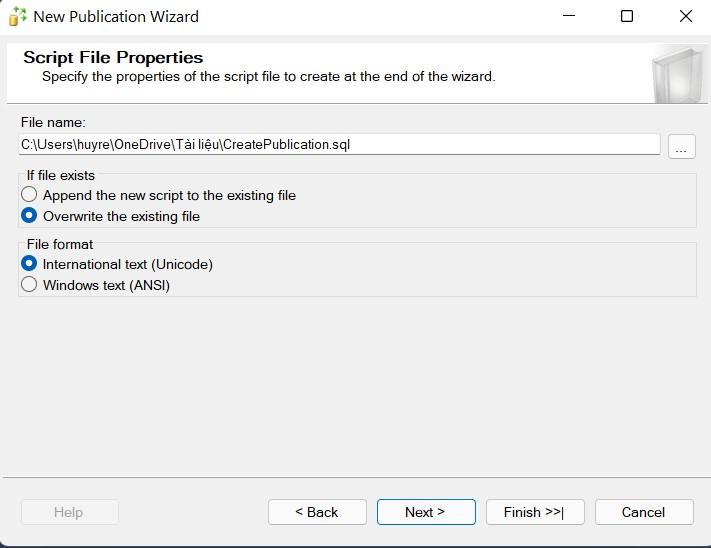 New Publication Wizard
Script File Properties
Specify the properties of the script file to create at the end of the wizard.
File name:
C:\Users\huyre\OneDrive\Tài liệu\CreatePublication.sql
...
If file exists
Append the new script to the existing file
Overwrite the existing file
File format
International text (Unicode)
Windows text (ANSI)
Help
< Back
Next >
Finish >>|
Cancel